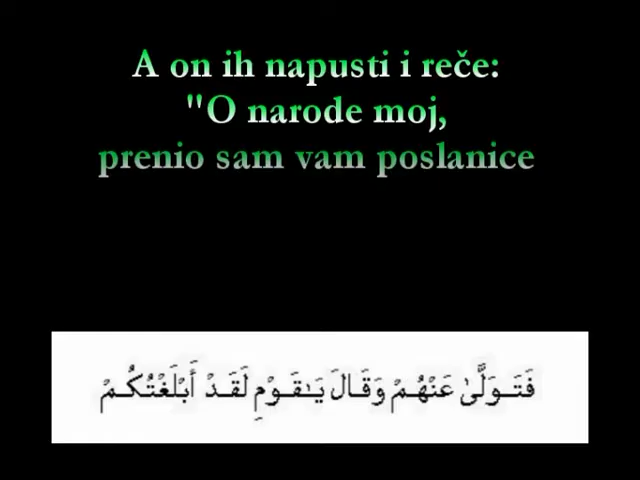 A on ih napusti i reče:
"O narode moj,
prenio sam vam poslanice
فَتَوَلَّىٰ عَنْهُمْ وَقَالَ يَـٰقَوْمِ لَقَدْ أَبْلَغْتُكُمْ